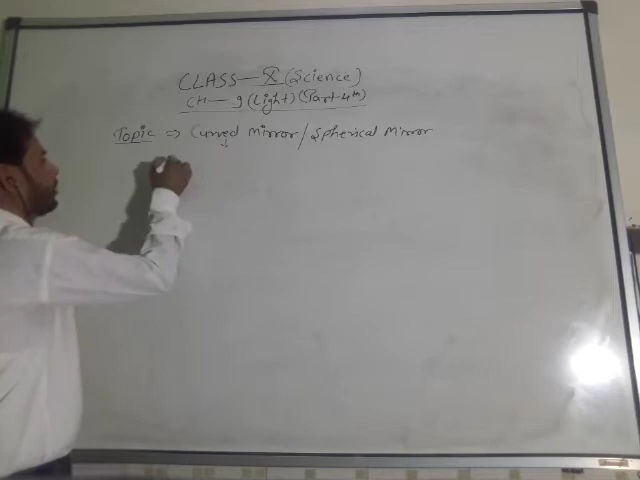 CLASS — X (Science)
CH — 9 (Light) (Part-4th)
Topic ⇒ Curved Mirror / Spherical Mirror